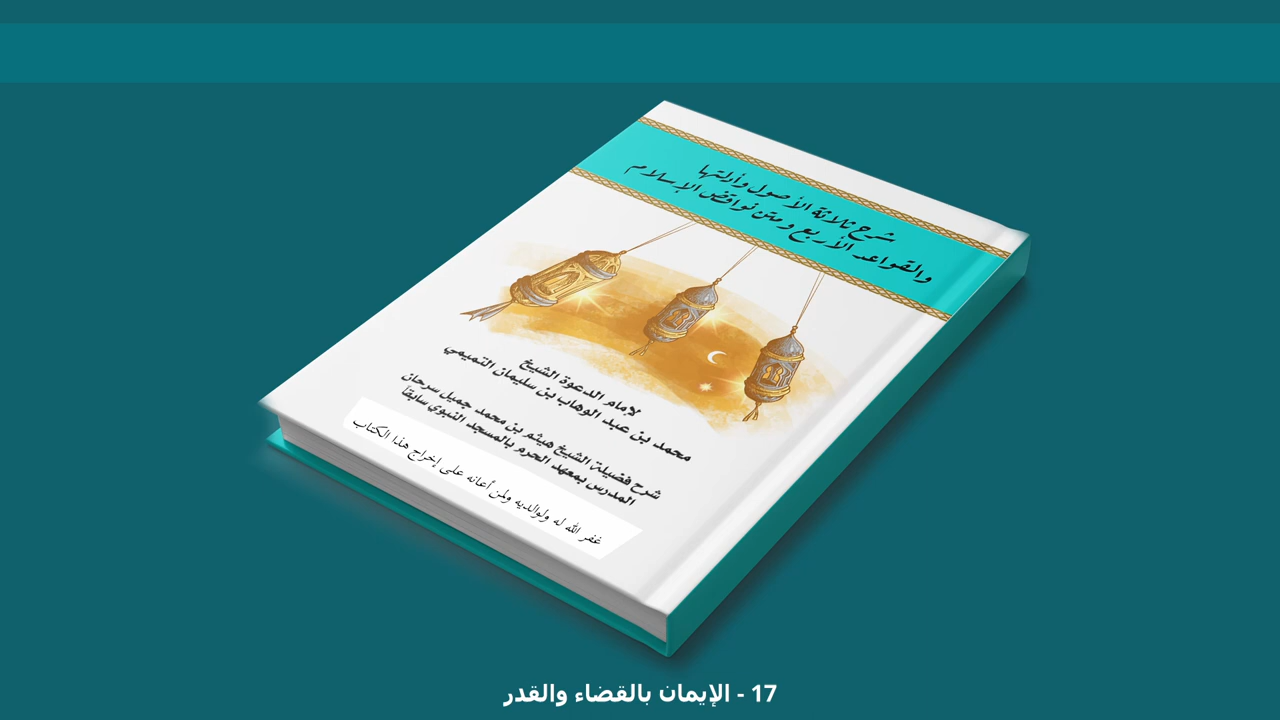 شرح ثلاثة الأصول وأدلتها
والقواعد الأربع ومتن نواقض الإسلام
لإمام الدعوة الشيخ
محمد بن عبد الوهاب بن سليمان التميمي
شرح فضيلة الشيخ هيثم بن محمد جميل سرحان
المدرس بمعهد الحرم بالمسجد النبوي سابقاً
غفر الله له ولوالديه ولمن أعانه على إخراج هذا الكتاب
17 - الإيمان بالقضاء والقدر